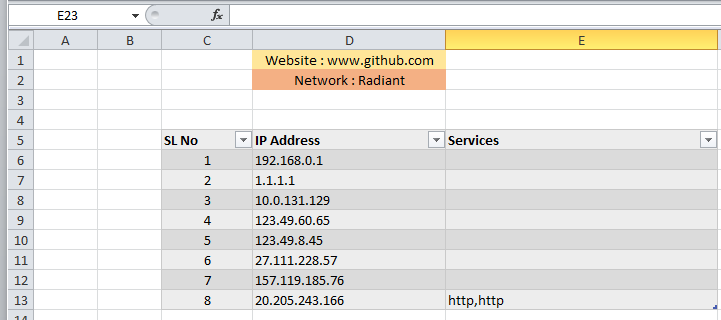 E23 fx
A B C D E
1 Website : www.github.com
2 Network : Radiant
3
4
5 SL No IP Address Services
6 1 192.168.0.1
7 2 1.1.1.1
8 3 10.0.131.129
9 4 123.49.60.65
10 5 123.49.8.45
11 6 27.111.228.57
12 7 157.119.185.76
13 8 20.205.243.166 http,http
14